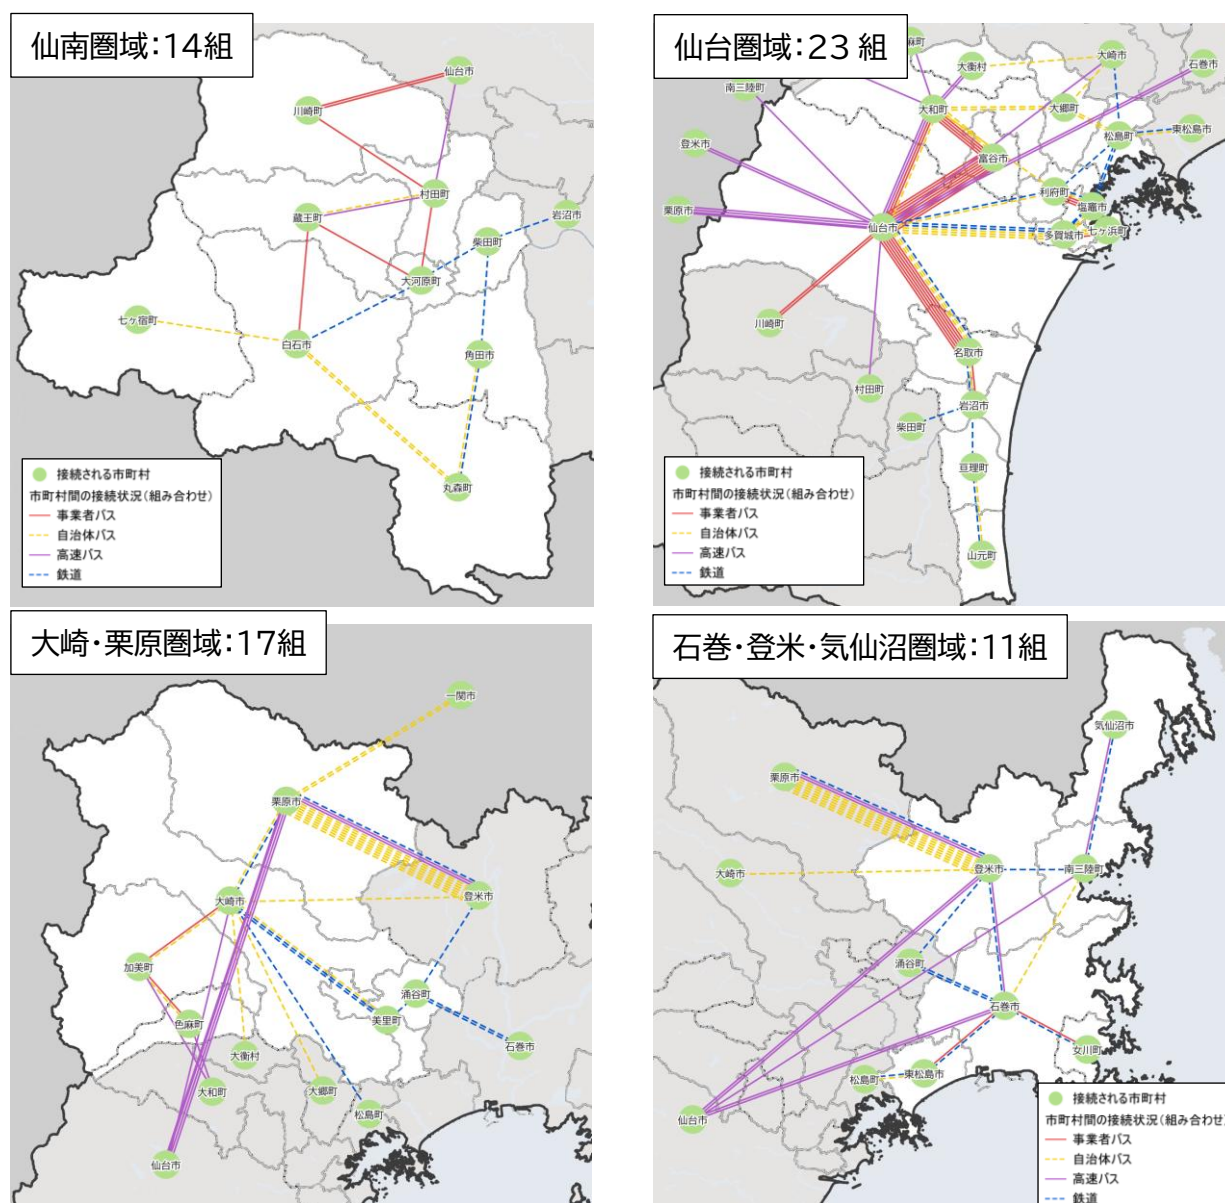 仙南圏域：14組
仙台市
川崎町
村田町
蔵王町
岩沼市
柴田町
大河原町
七ヶ宿町
白石市
角田市
丸森町
接続される市町村
市町村間の接続状況(組み合わせ)
事業者バス
自治体バス
高速バス
鉄道
仙台圏域：23 組
麻町
大衡村
大崎市
石巻市
南三陸町
大和町
大郷町
松島町
東松島市
登米市
富谷市
利府町
塩竈市
栗原市
仙台市
多賀城市
七ヶ浜町
川崎町
名取市
村田町
岩沼市
柴田町
亘理町
山元町
接続される市町村
市町村間の接続状況(組み合わせ)
事業者バス
自治体バス
高速バス
鉄道
大崎・栗原圏域：17組
一関市
栗原市
大崎市
登米市
加美町
涌谷町
色麻町
美里町
大衡村
石巻市
大和町
大郷町
松島町
仙台市
石巻・登米・気仙沼圏域：11組
気仙沼市
栗原市
大崎市
登米市
南三陸町
涌谷町
石巻市
女川町
松島町
東松島市
仙台市
接続される市町村
市町村間の接続状況(組み合わせ)
事業者バス
自治体バス
高速バス
鉄道